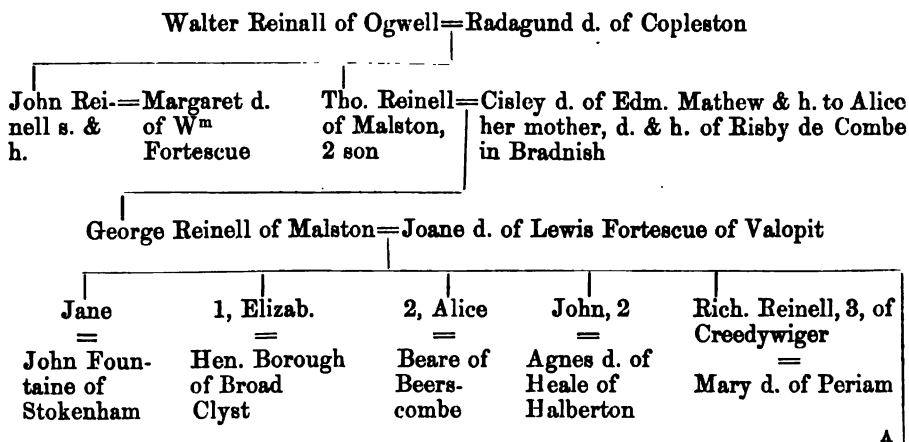 Walter Reinall of Ogwell=Radagund d. of Copleston
John Rei-=Margaret d.
nell s. & of Wm
h. Fortescue
Tho. Reinell=Cisley d. of Edm. Mathew & h. to Alice
of Malston, her mother, d. & h. of Risby de Combe
2 son in Bradnish
George Reinell of Malston=Joane d. of Lewis Fortescue of Valopit
Jane
=
John Foun-
taine of
Stokenham
1, Elizab.
=
Hen. Borough
of Broad
Clyst
2, Alice
=
Beare of
Beers-
combe
John, 2
=
Agnes d. of
Heale of
Halberton
Rich. Reinell, 3, of
Creedywiger
=
Mary d. of Periam
A